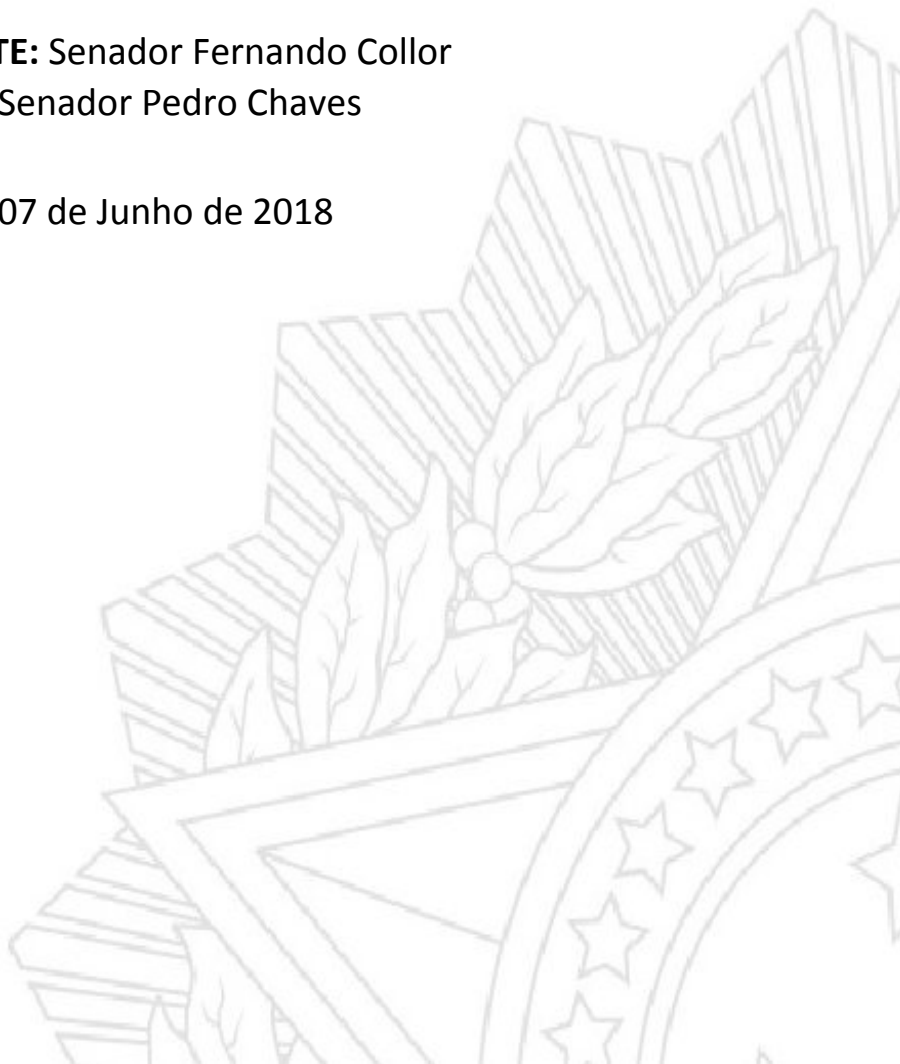 TE: Senador Fernando Collor
Senador Pedro Chaves
07 de Junho de 2018